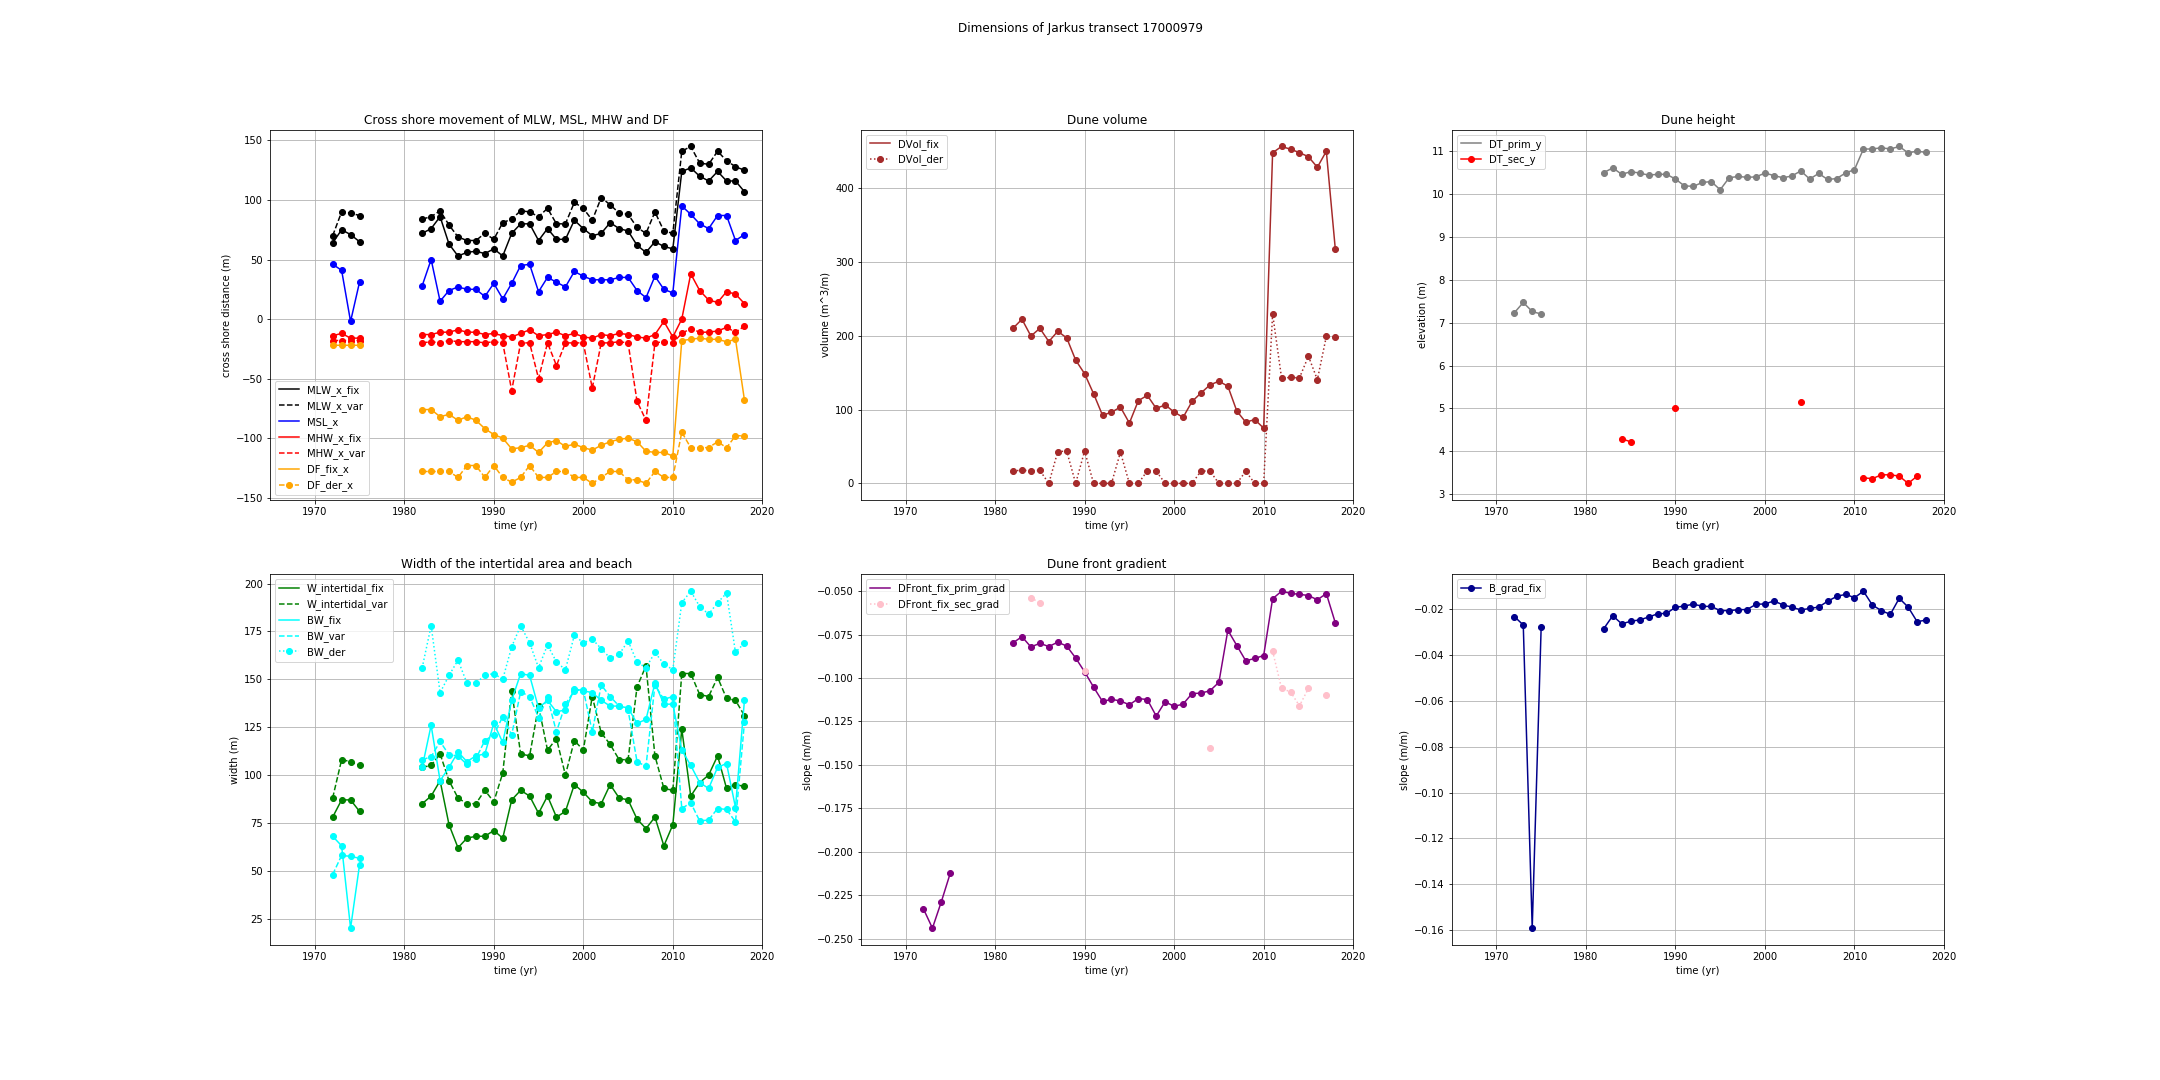 Dimensions of Jarkus transect 17000979
Cross shore movement of MLW, MSL, MHW and DF
cross shore distance (m)
150
100
50
0
−50
−100
−150
MLW_x_fix
MLW_x_var
MSL_x
MHW_x_fix
MHW_x_var
DF_fix_x
DF_der_x
1970 1980 1990 2000 2010 2020
time (yr)
Dune volume
volume (m^3/m)
400
300
200
100
0
DVol_fix
DVol_der
1970 1980 1990 2000 2010 2020
time (yr)
Dune height
elevation (m)
11
10
9
8
7
6
5
4
3
DT_prim_y
DT_sec_y
1970 1980 1990 2000 2010 2020
time (yr)
Width of the intertidal area and beach
width (m)
200
175
150
125
100
75
50
25
W_intertidal_fix
W_intertidal_var
BW_fix
BW_var
BW_der
1970 1980 1990 2000 2010 2020
time (yr)
Dune front gradient
slope (m/m)
−0.050
−0.075
−0.100
−0.125
−0.150
−0.175
−0.200
−0.225
−0.250
DFront_fix_prim_grad
DFront_fix_sec_grad
1970 1980 1990 2000 2010 2020
time (yr)
Beach gradient
slope (m/m)
−0.02
−0.04
−0.06
−0.08
−0.10
−0.12
−0.14
−0.16
B_grad_fix
1970 1980 1990 2000 2010 2020
time (yr)